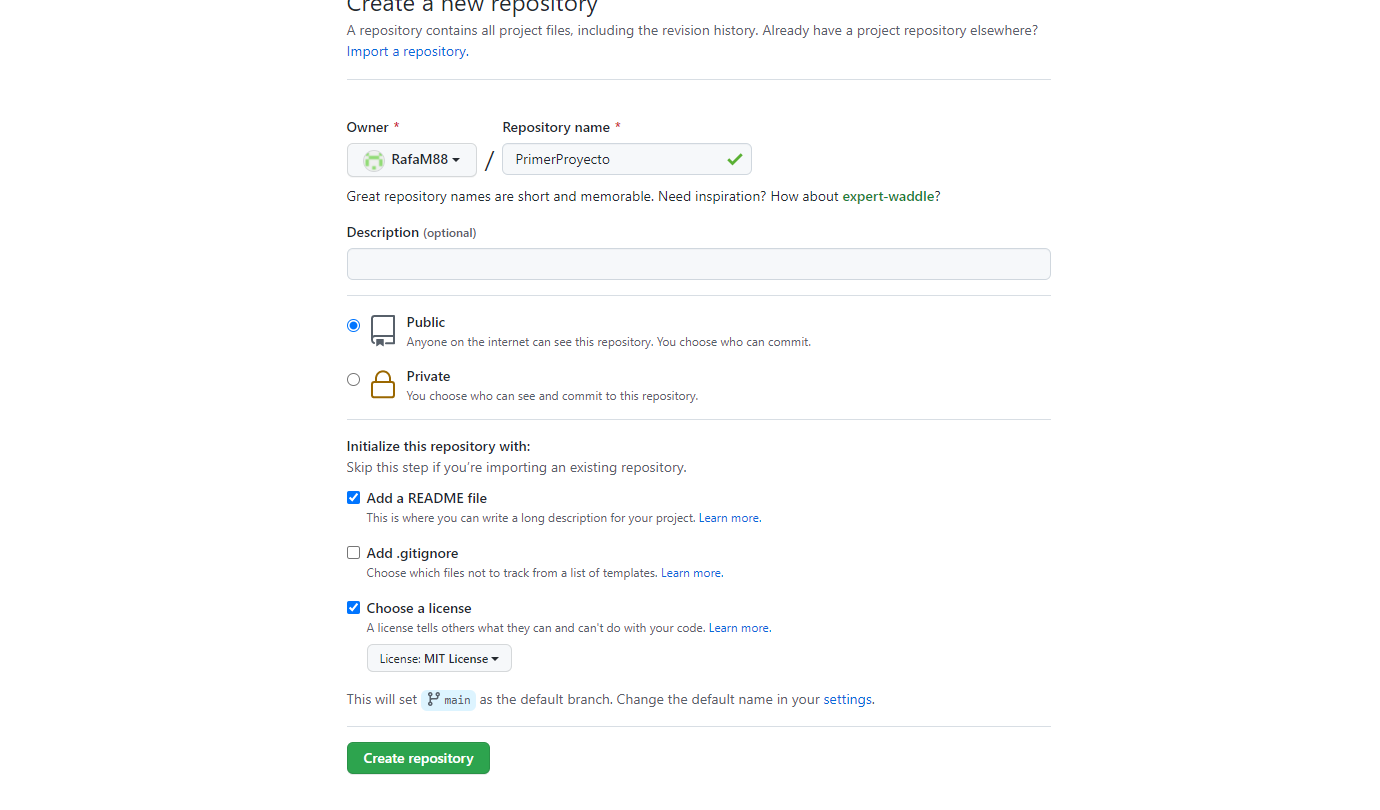 Create a new repository
A repository contains all project files, including the revision history. Already have a project repository elsewhere?
Import a repository.
Owner *
Repository name *
RafaM88
/
PrimerProyecto
Great repository names are short and memorable. Need inspiration? How about expert-waddle?
Description (optional)
Public
Anyone on the internet can see this repository. You choose who can commit.
Private
You choose who can see and commit to this repository.
Initialize this repository with:
Skip this step if you're importing an existing repository.
Add a README file
This is where you can write a long description for your project. Learn more.
Add .gitignore
Choose which files not to track from a list of templates. Learn more.
Choose a license
A license tells others what they can and can't do with your code. Learn more.
License: MIT License
This will set main as the default branch. Change the default name in your settings.
Create repository